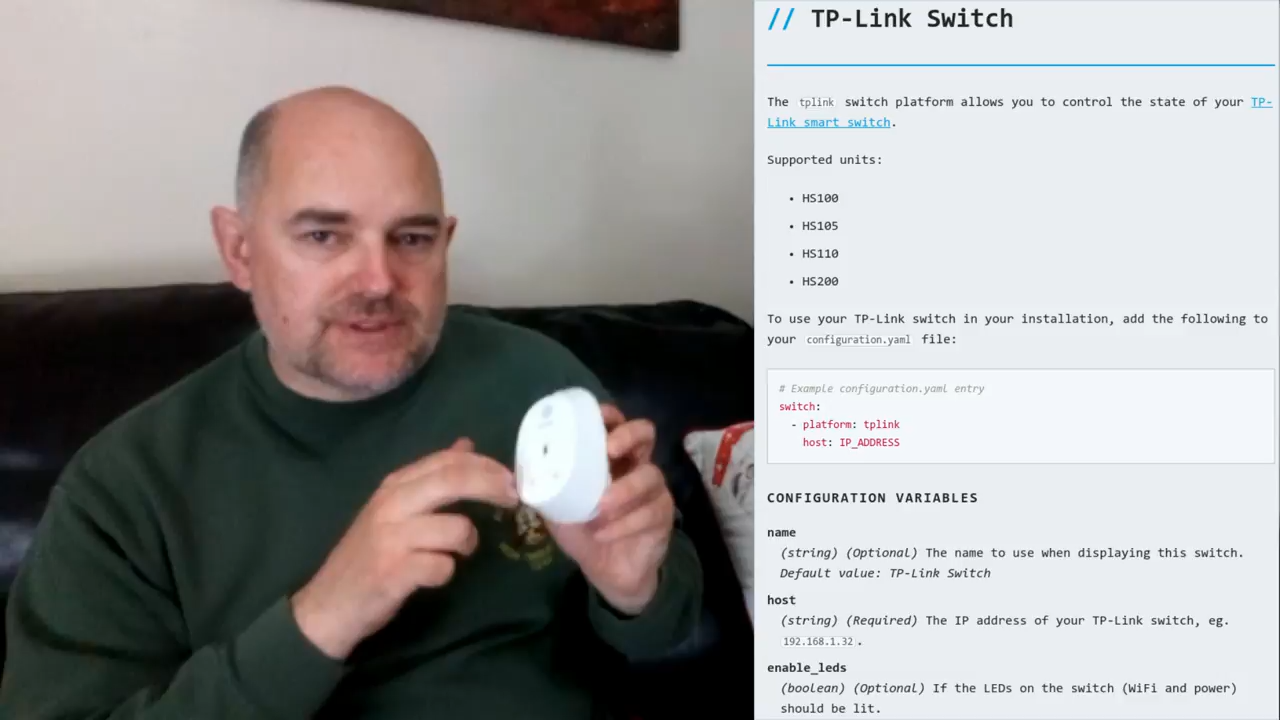 // TP-Link Switch
The tplink switch platform allows you to control the state of your TP-
Link smart switch.
Supported units:
• HS100
• HS105
• HS110
• HS200
To use your TP-Link switch in your installation, add the following to
your configuration.yaml file:
# Example configuration.yaml entry
switch:
- platform: tplink
host: IP_ADDRESS
CONFIGURATION VARIABLES
name
(string) (Optional) The name to use when displaying this switch.
Default value: TP-Link Switch
host
(string) (Required) The IP address of your TP-Link switch, eg.
192.168.1.32.
enable_leds
(boolean) (Optional) If the LEDs on the switch (WiFi and power)
should be lit.